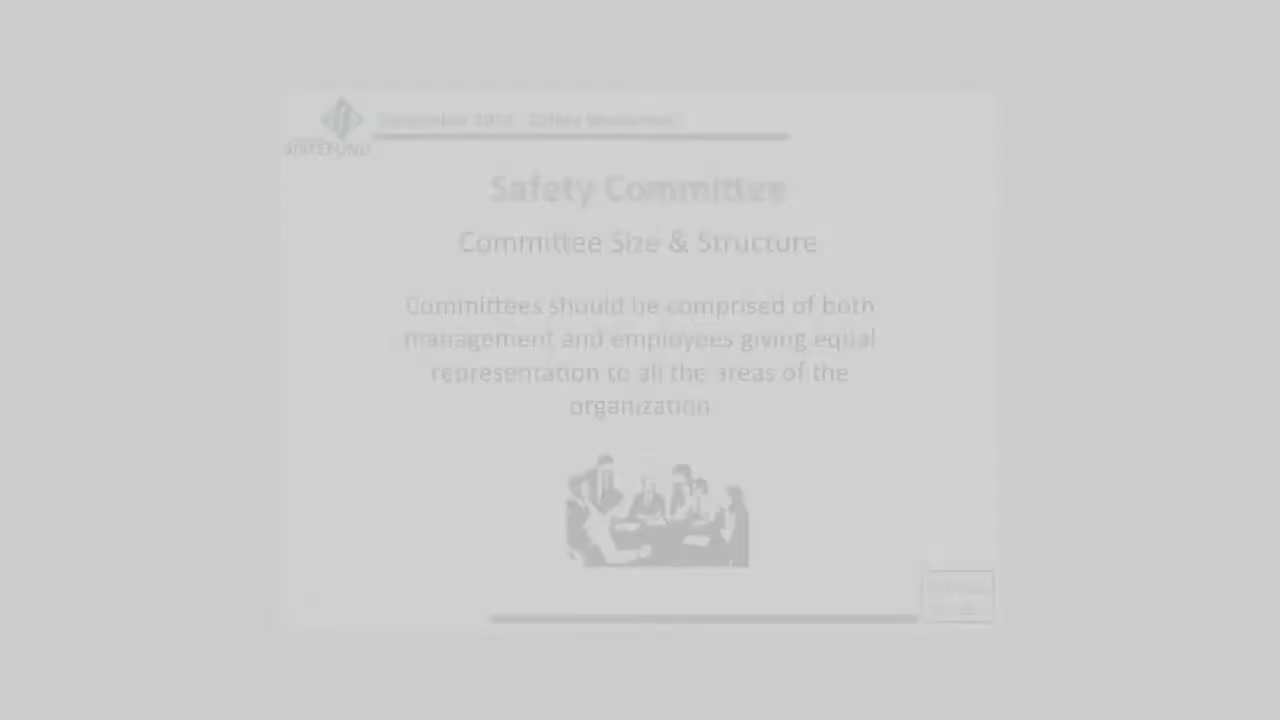 STATEFUND
Safety Committee
Committee Size & Structure
Committees should be comprised of both
management and employees giving equal
representation to all the areas of the
organization